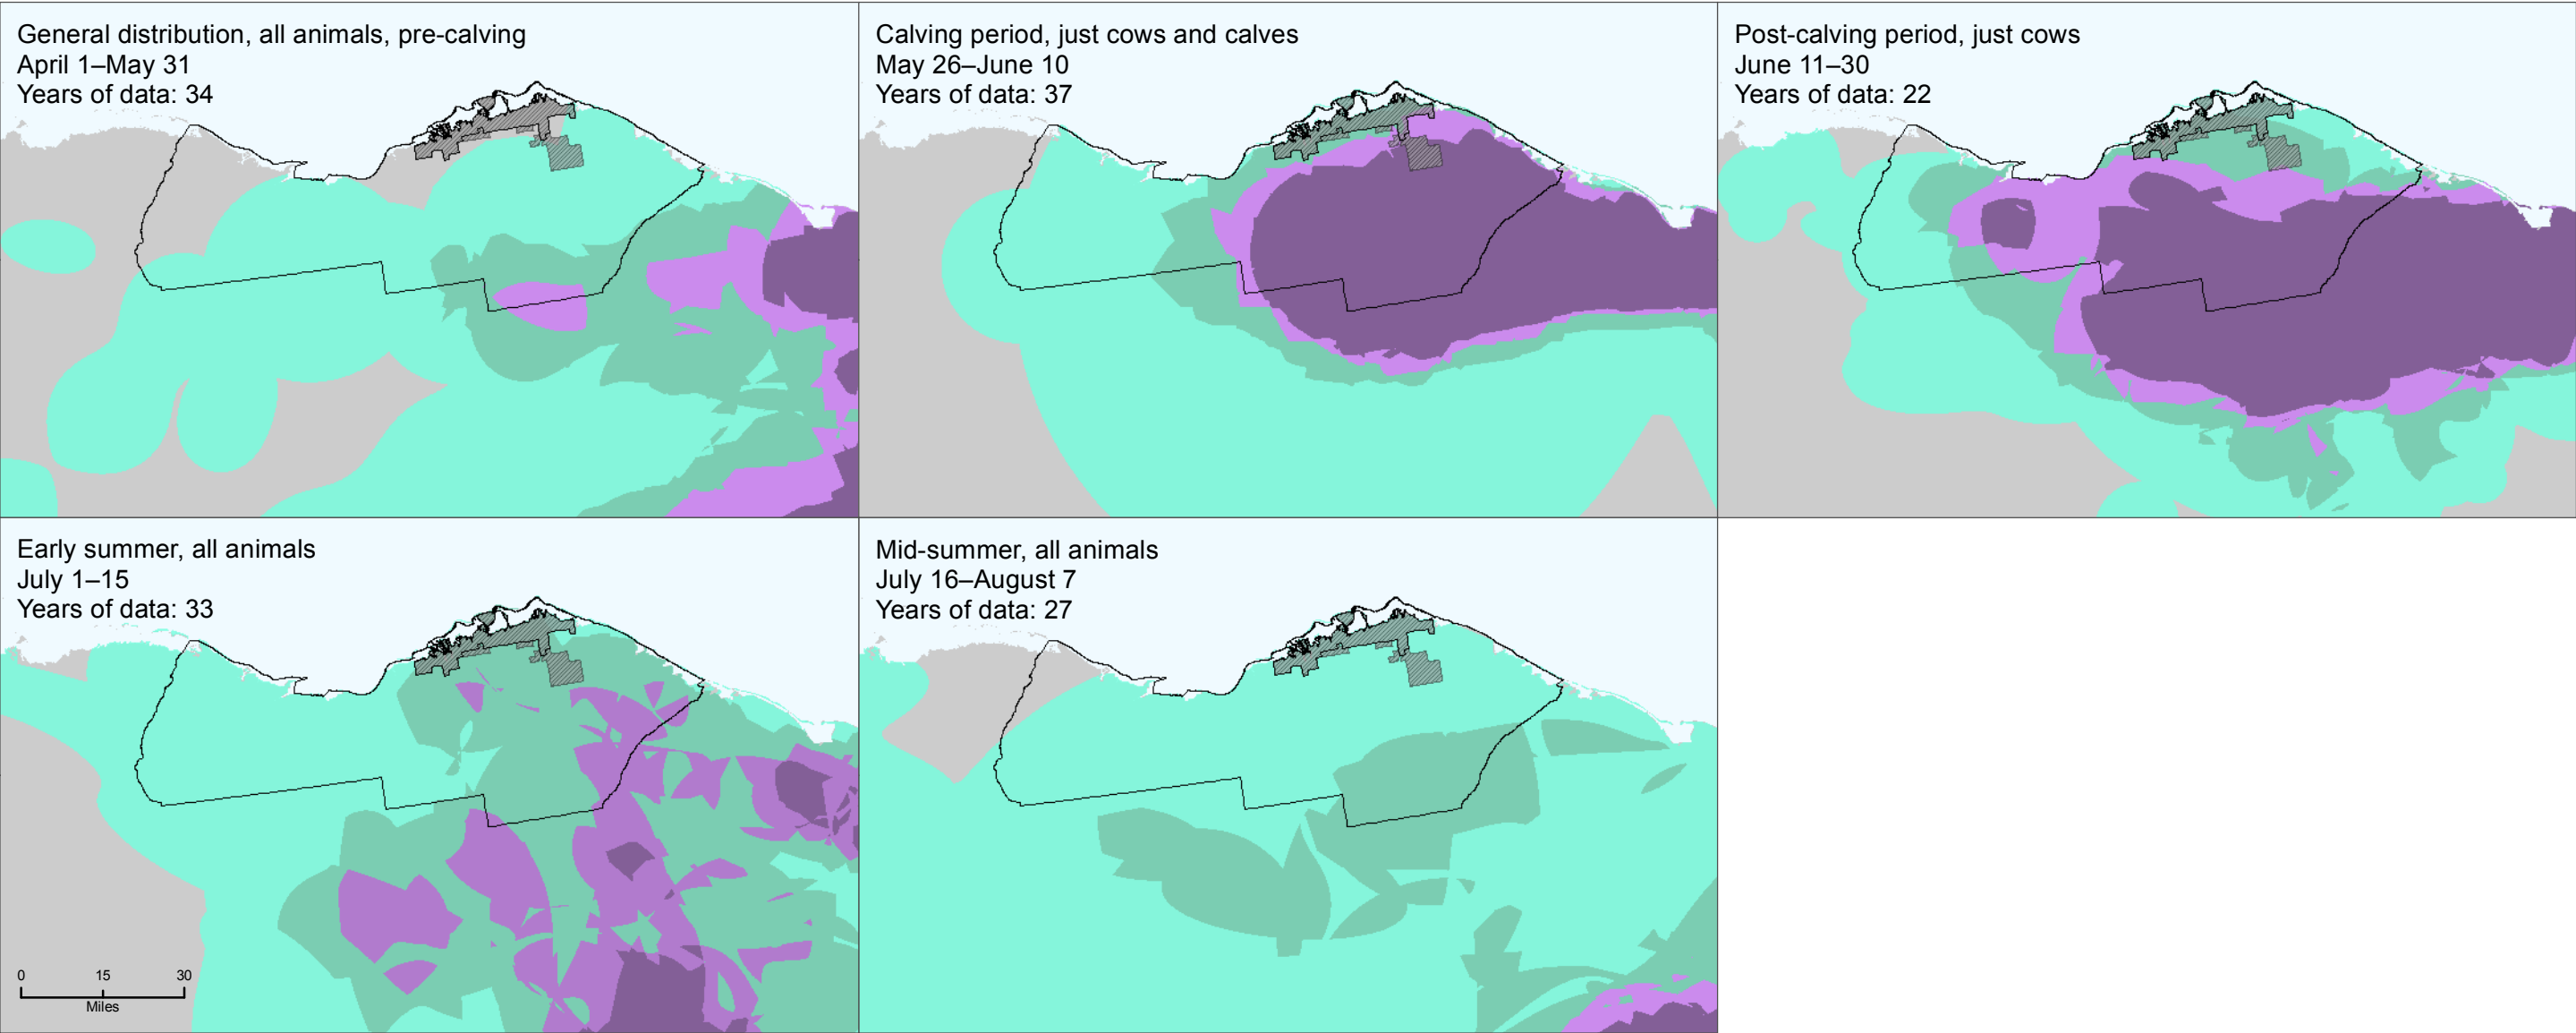 General distribution, all animals, pre-calving
April 1–May 31
Years of data: 34
Calving period, just cows and calves
May 26–June 10
Years of data: 37
Post-calving period, just cows
June 11–30
Years of data: 22
Early summer, all animals
July 1–15
Years of data: 33
0 15 30
Miles
Mid-summer, all animals
July 16–August 7
Years of data: 27